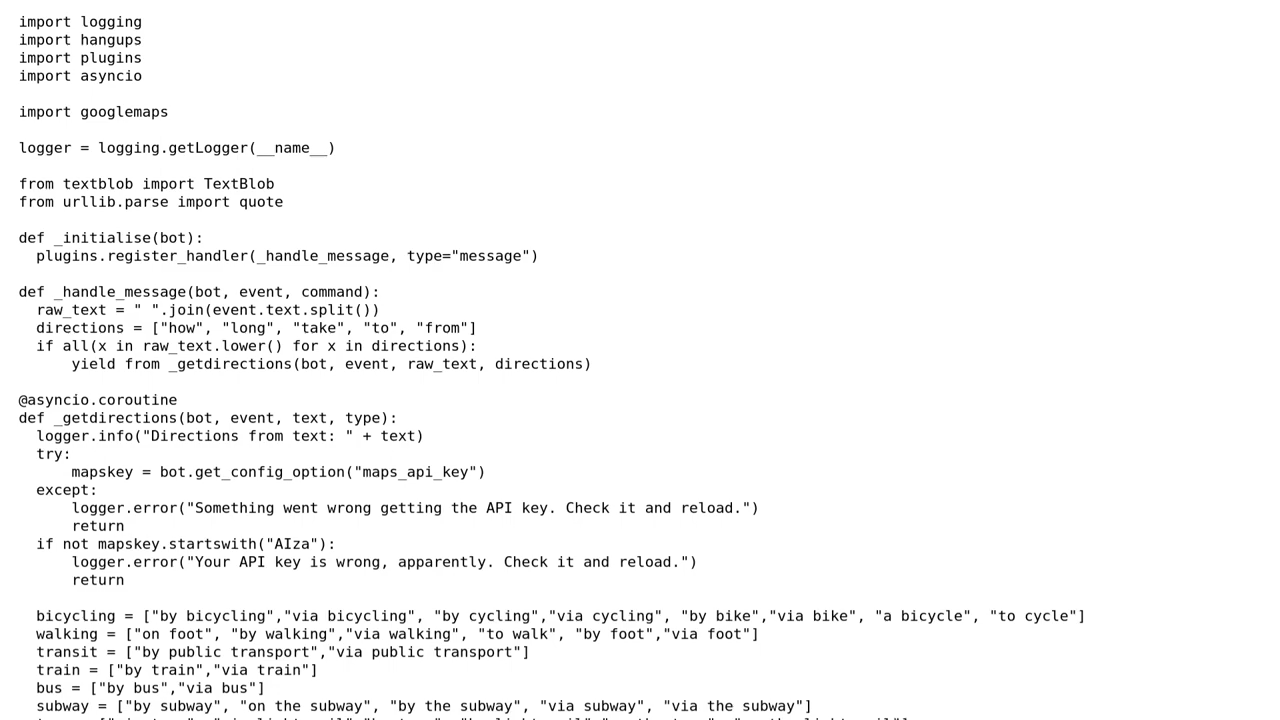 import logging
import hangups
import plugins
import asyncio

import googlemaps

logger = logging.getLogger(__name__)

from textblob import TextBlob
from urllib.parse import quote

def _initialise(bot):
  plugins.register_handler(_handle_message, type="message")

def _handle_message(bot, event, command):
  raw_text = " ".join(event.text.split())
  directions = ["how", "long", "take", "to", "from"]
  if all(x in raw_text.lower() for x in directions):
      yield from _getdirections(bot, event, raw_text, directions)

@asyncio.coroutine
def _getdirections(bot, event, text, type):
  logger.info("Directions from text: " + text)
  try:
      mapskey = bot.get_config_option("maps_api_key")
  except:
      logger.error("Something went wrong getting the API key. Check it and reload.")
      return
  if not mapskey.startswith("AIza"):
      logger.error("Your API key is wrong, apparently. Check it and reload.")
      return

  bicycling = ["by bicycling","via bicycling", "by cycling","via cycling", "by bike","via bike", "a bicycle", "to cycle"]
  walking = ["on foot", "by walking","via walking", "to walk", "by foot","via foot"]
  transit = ["by public transport","via public transport"]
  train = ["by train","via train"]
  bus = ["by bus","via bus"]
  subway = ["by subway", "on the subway", "by the subway", "via subway", "via the subway"]